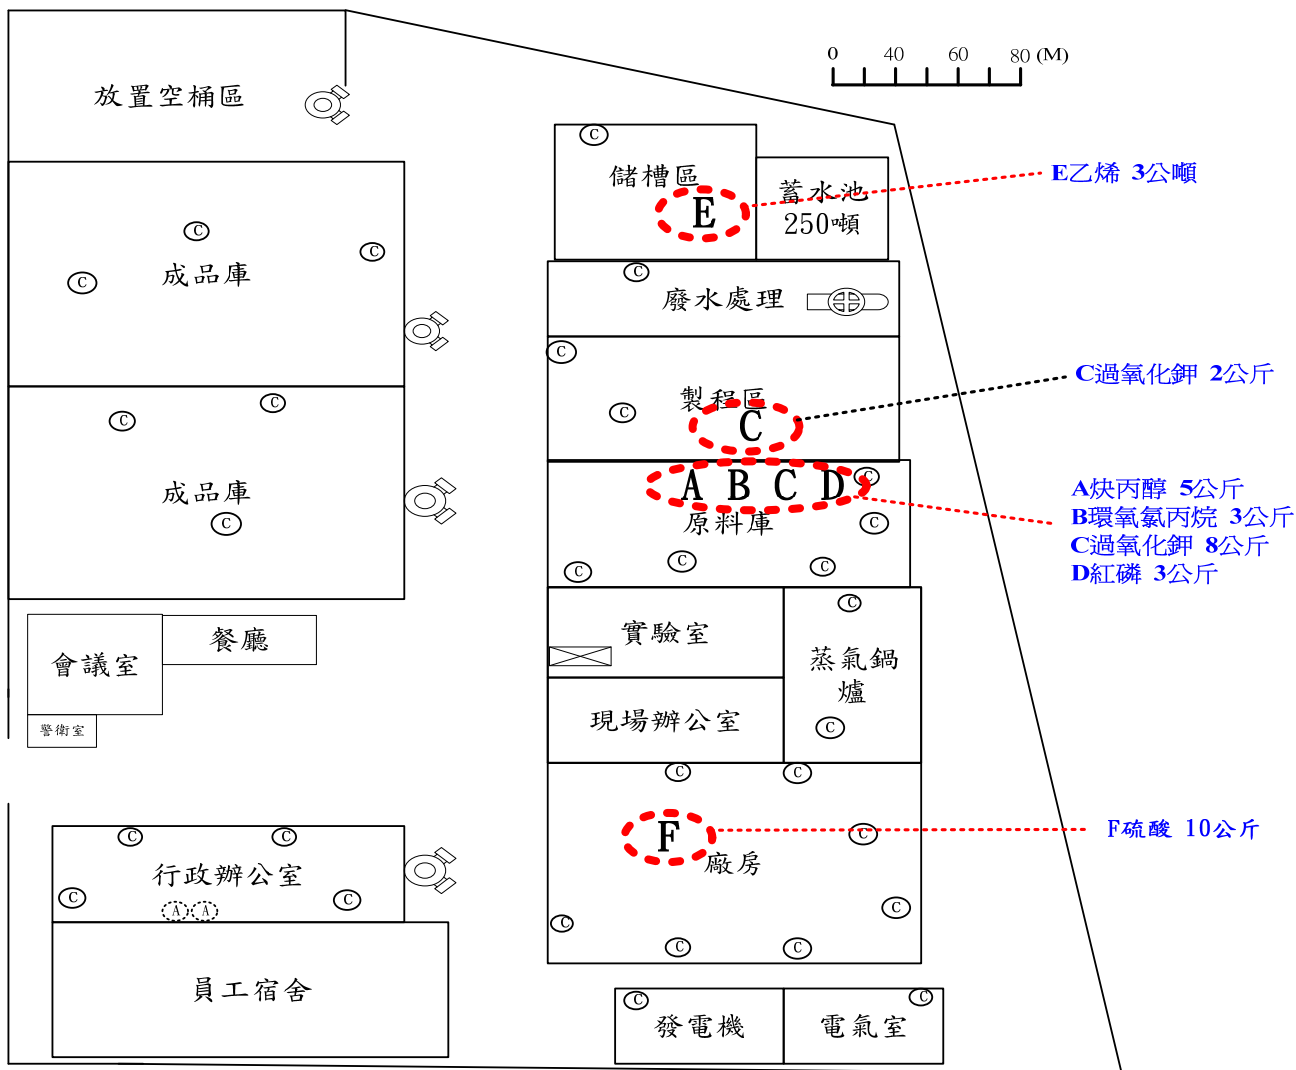 0 40 60 80 (M)
放置空桶區
C
儲槽區
E
蓄水池
250噸
E乙烯 3公噸
C
C
C
成品庫
C
廢水處理
C
製程區
C
C
C過氧化鉀 2公斤
C
C
成品庫
C
A B C D
C
原料庫
C
C
C
C
A炔丙醇 5公斤
B環氧氯丙烷 3公斤
C過氧化鉀 8公斤
D紅磷 3公斤
會議室
餐廳
警衛室
實驗室
現場辦公室
C
蒸氣鍋
爐
C
C
C
行政辦公室
C
C
A A
員工宿舍
C
C
F
廠房
C
C
C
C
C
F硫酸 10公斤
C
發電機
C
電氣室